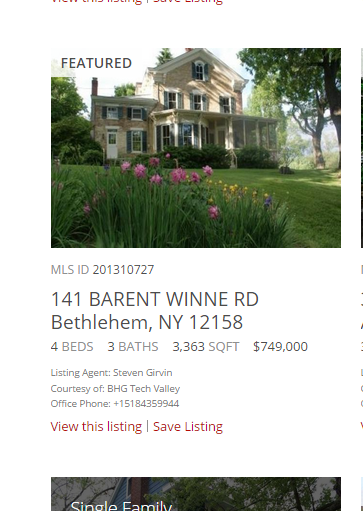 View this listing | Save Listing
FEATURED
MLS ID 201310727
141 BARENT WINNE RD
Bethlehem, NY 12158
4 BEDS 3 BATHS 3,363 SQFT $749,000
Listing Agent: Steven Girvin
Courtesy of: BHG Tech Valley
Office Phone: +15184359944
View this listing | Save Listing
Single Family